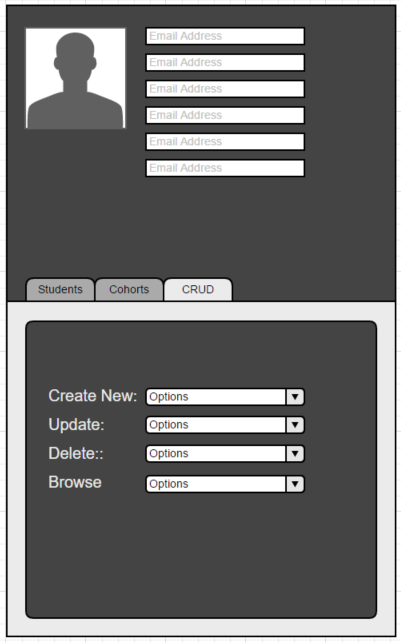 Email Address
Email Address
Email Address
Email Address
Email Address
Email Address
Students Cohorts CRUD
Create New: Options
Update: Options
Delete:: Options
Browse Options